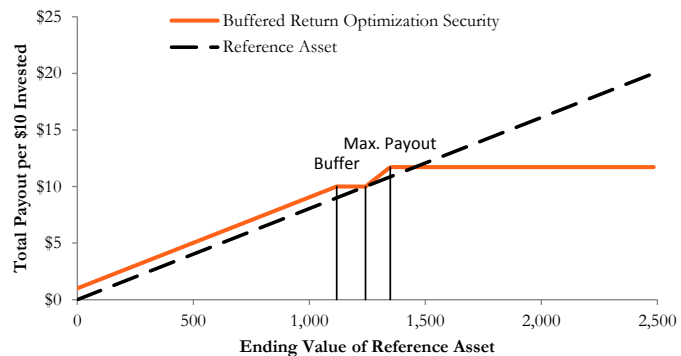 $25
Buffered Return Optimization Security
Reference Asset
$20
$15
Max. Payout
Buffer
$10
$5
$0
0
500
1,000
1,500
2,000
2,500
Total Payout per $10 Invested
Ending Value of Reference Asset